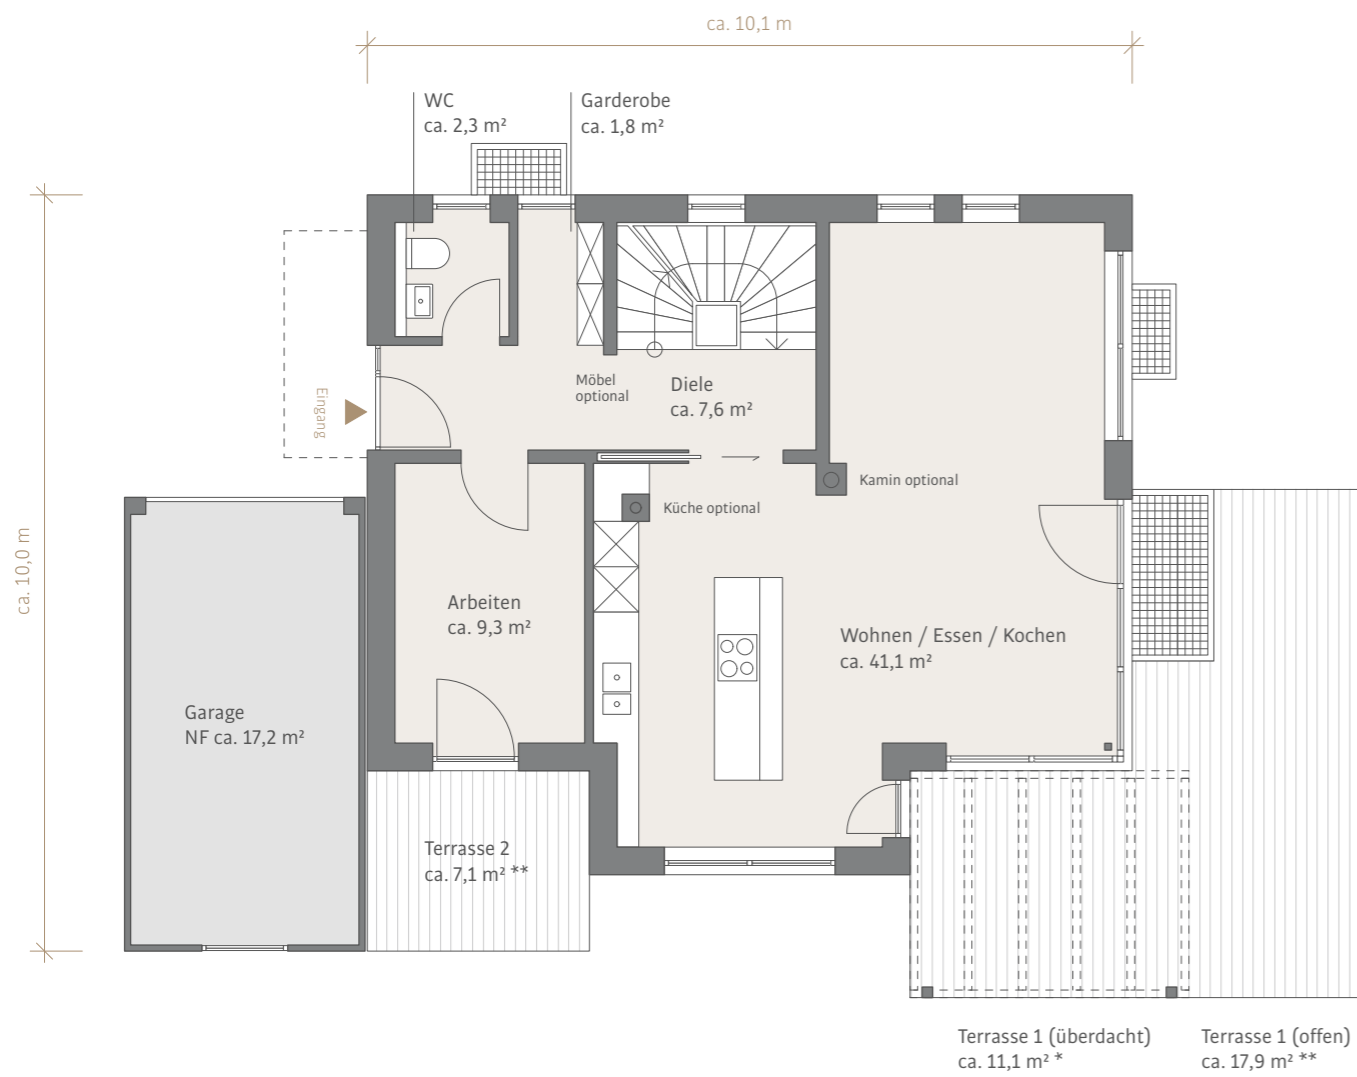 ca. 10,1 m
WC
ca. 2,3 m²
Garderobe
ca. 1,8 m²
Eingang
Möbel
optional
Diele
ca. 7,6 m²
Kamin optional
Küche optional
ca. 10,0 m
Arbeiten
ca. 9,3 m²
Wohnen / Essen / Kochen
ca. 41,1 m²
Garage
NF ca. 17,2 m²
Terrasse 2
ca. 7,1 m² **
Terrasse 1 (überdacht)
ca. 11,1 m² *
Terrasse 1 (offen)
ca. 17,9 m² **